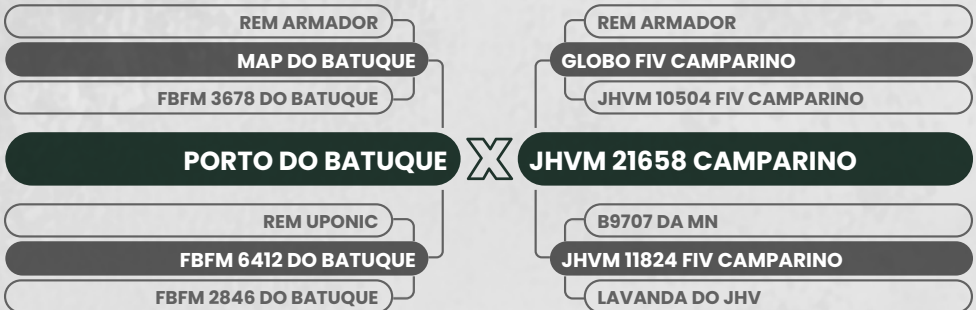 REM ARMADOR
MAP DO BATUQUE
FBFM 3678 DO BATUQUE
PORTO DO BATUQUE
REM UPONIC
FBFM 6412 DO BATUQUE
FBFM 2846 DO BATUQUE
X
REM ARMADOR
GLOBO FIV CAMPARINO
JHVM 10504 FIV CAMPARINO
JHVM 21658 CAMPARINO
B9707 DA MN
JHVM 11824 FIV CAMPARINO
LAVANDA DO JHV